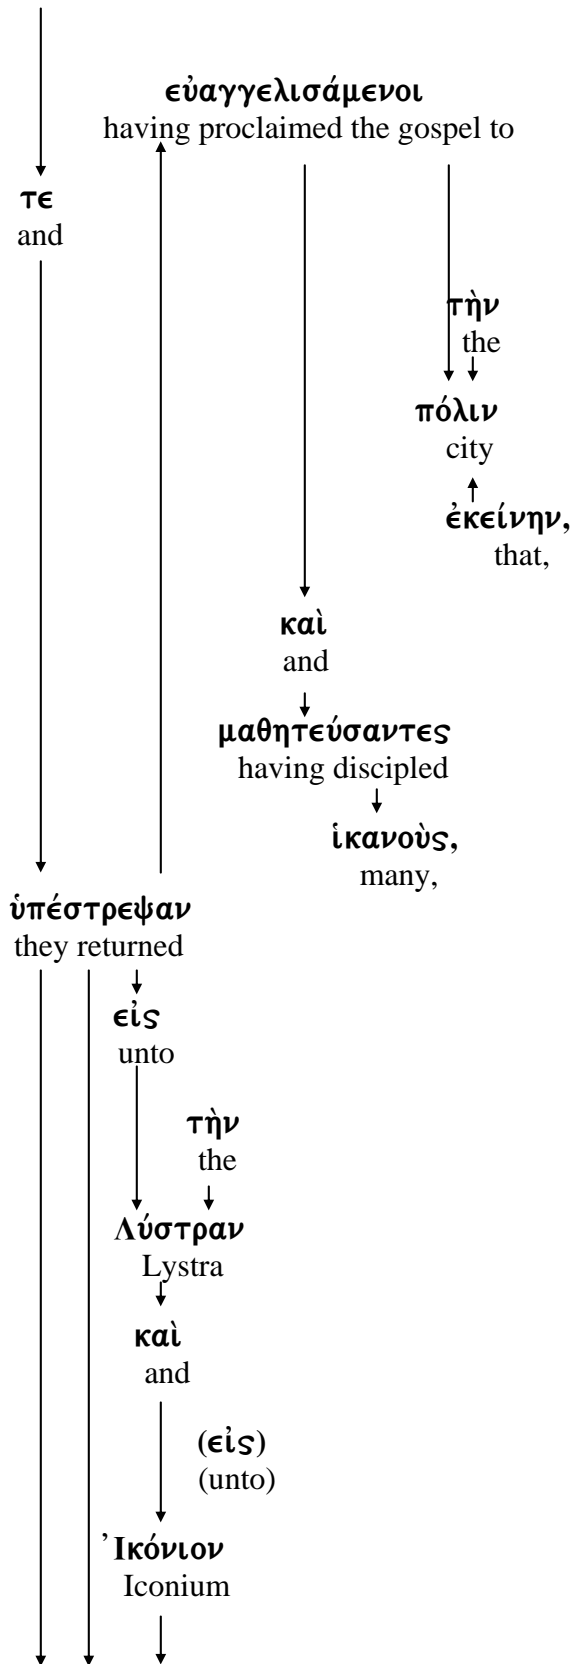 εὐαγγελισάμενοι
having proclaimed the gospel to
τε
and
τὴν
the
πόλιν
city
ἐκείνην,
that,
καὶ
and
μαθητεύσαντες
having discipled
ἱκανοὺς,
many,
ὑπέστρεψαν
they returned
εἰς
unto
τὴν
the
Λύστραν
Lystra
καὶ
and
(εἰς)
(unto)
Ἰκόνιον
Iconium